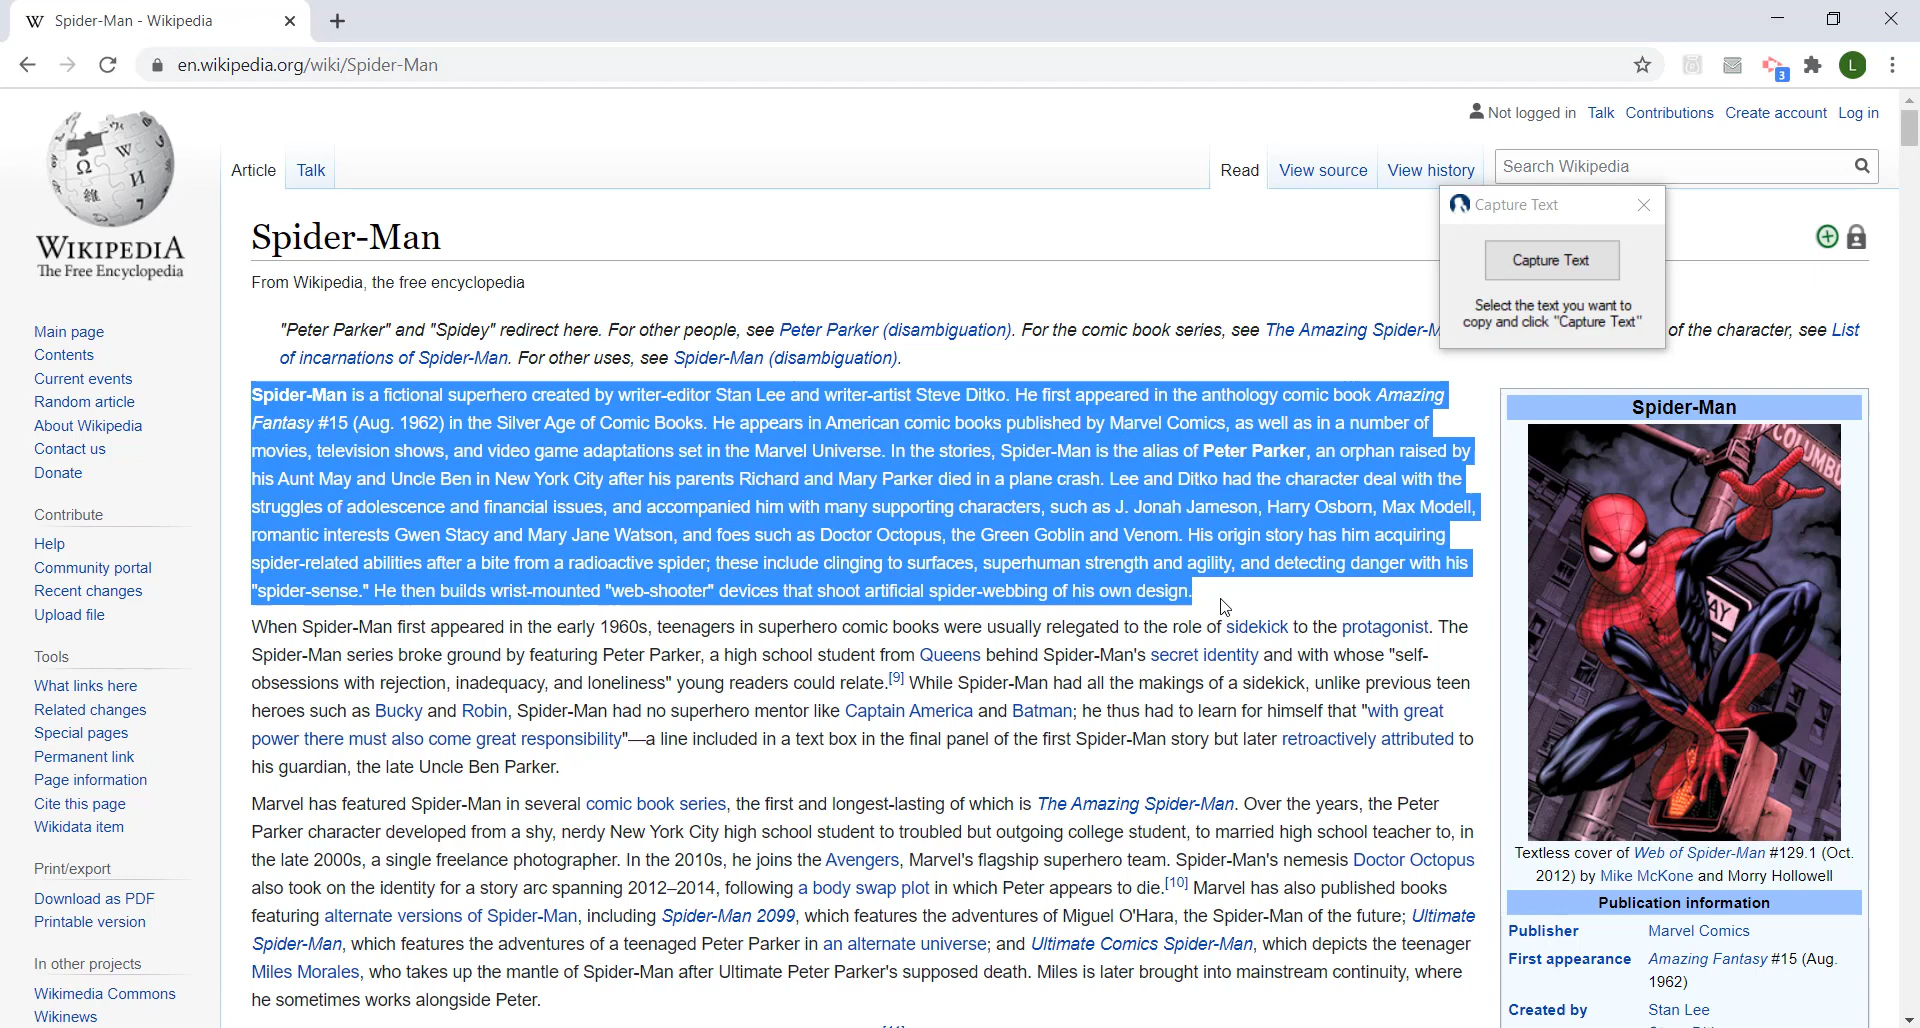 Spider-Man - Wikipedia
en.wikipedia.org/wiki/Spider-Man
L
3
Not logged in Talk Contributions Create account Log in
Article Talk
Read View source View history
Search Wikipedia
WIKIPEDIA
The Free Encyclopedia
Main page
Contents
Current events
Random article
About Wikipedia
Contact us
Donate
Contribute
Help
Community portal
Recent changes
Upload file
Tools
What links here
Related changes
Special pages
Permanent link
Page information
Cite this page
Wikidata item
Print/export
Download as PDF
Printable version
In other projects
Wikimedia Commons
Wikinews
Capture Text
Capture Text
Select the text you want to
copy and click "Capture Text"
Spider-Man
From Wikipedia, the free encyclopedia
"Peter Parker" and "Spidey" redirect here. For other people, see Peter Parker (disambiguation). For the comic book series, see The Amazing Spider-M of the character, see List
of incarnations of Spider-Man. For other uses, see Spider-Man (disambiguation).
Spider-Man is a fictional superhero created by writer-editor Stan Lee and writer-artist Steve Ditko. He first appeared in the anthology comic book Amazing
Fantasy #15 (Aug. 1962) in the Silver Age of Comic Books. He appears in American comic books published by Marvel Comics, as well as in a number of
movies, television shows, and video game adaptations set in the Marvel Universe. In the stories, Spider-Man is the alias of Peter Parker, an orphan raised by
his Aunt May and Uncle Ben in New York City after his parents Richard and Mary Parker died in a plane crash. Lee and Ditko had the character deal with the
struggles of adolescence and financial issues, and accompanied him with many supporting characters, such as J. Jonah Jameson, Harry Osborn, Max Modell,
romantic interests Gwen Stacy and Mary Jane Watson, and foes such as Doctor Octopus, the Green Goblin and Venom. His origin story has him acquiring
spider-related abilities after a bite from a radioactive spider; these include clinging to surfaces, superhuman strength and agility, and detecting danger with his
"spider-sense." He then builds wrist-mounted "web-shooter" devices that shoot artificial spider-webbing of his own design.
When Spider-Man first appeared in the early 1960s, teenagers in superhero comic books were usually relegated to the role of sidekick to the protagonist. The
Spider-Man series broke ground by featuring Peter Parker, a high school student from Queens behind Spider-Man's secret identity and with whose "self-
obsessions with rejection, inadequacy, and loneliness" young readers could relate.[9] While Spider-Man had all the makings of a sidekick, unlike previous teen
heroes such as Bucky and Robin, Spider-Man had no superhero mentor like Captain America and Batman; he thus had to learn for himself that "with great
power there must also come great responsibility"—a line included in a text box in the final panel of the first Spider-Man story but later retroactively attributed to
his guardian, the late Uncle Ben Parker.
Marvel has featured Spider-Man in several comic book series, the first and longest-lasting of which is The Amazing Spider-Man. Over the years, the Peter
Parker character developed from a shy, nerdy New York City high school student to troubled but outgoing college student, to married high school teacher to, in
the late 2000s, a single freelance photographer. In the 2010s, he joins the Avengers, Marvel's flagship superhero team. Spider-Man's nemesis Doctor Octopus
also took on the identity for a story arc spanning 2012–2014, following a body swap plot in which Peter appears to die.[10] Marvel has also published books
featuring alternate versions of Spider-Man, including Spider-Man 2099, which features the adventures of Miguel O'Hara, the Spider-Man of the future; Ultimate
Spider-Man, which features the adventures of a teenaged Peter Parker in an alternate universe; and Ultimate Comics Spider-Man, which depicts the teenager
Miles Morales, who takes up the mantle of Spider-Man after Ultimate Peter Parker's supposed death. Miles is later brought into mainstream continuity, where
he sometimes works alongside Peter.
Spider-Man
COLUMB
AY
Textless cover of Web of Spider-Man #129.1 (Oct.
2012) by Mike McKone and Morry Hollowell
Publication information
Publisher Marvel Comics
First appearance Amazing Fantasy #15 (Aug.
1962)
Created by Stan Lee